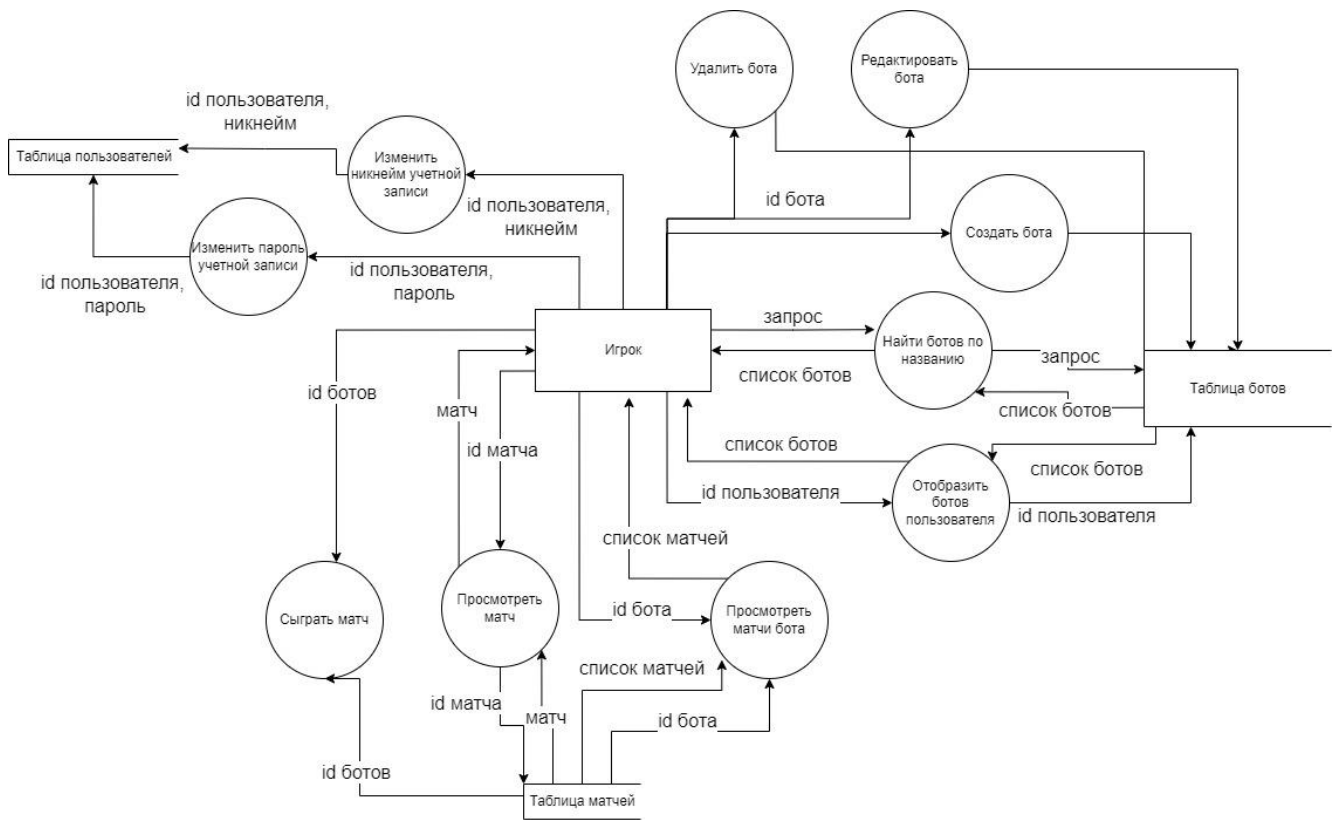 Удалить бота
Редактировать
бота
id пользователя,
никнейм
Таблица пользователей
Изменить
никнейм учетной
записи
id бота
id пользователя,
никнейм
Создать бота
Изменить пароль
учетной записи
id пользователя,
пароль
id пользователя,
пароль
запрос
Игрок
Найти ботов по
названию
запрос
список ботов
Таблица ботов
id ботов
матч
список ботов
id матча
список ботов
список ботов
Отобразить
ботов
пользователя
id пользователя
id пользователя
список матчей
Сыграть матч
Просмотреть
матч
id бота
Просмотреть
матчи бота
список матчей
id матча
матч
id бота
id ботов
Таблица матчей